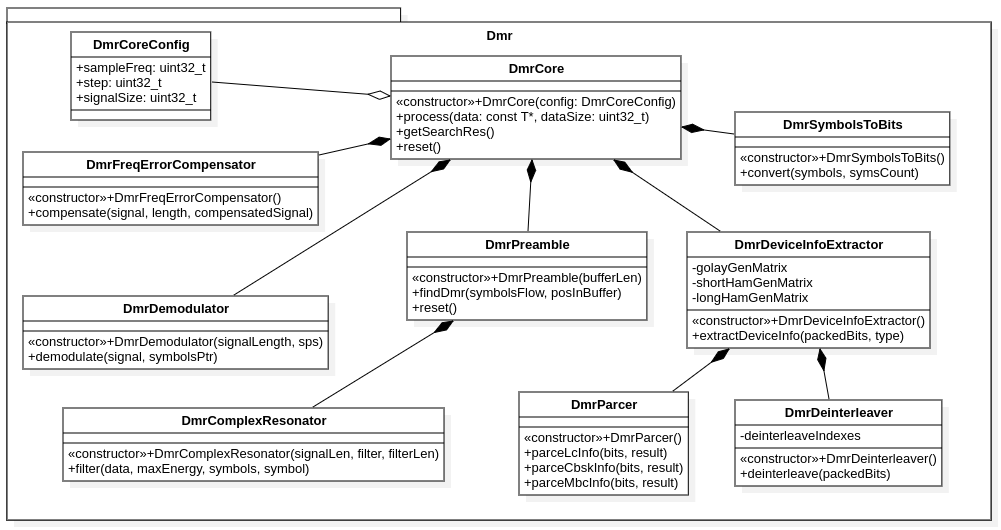 Dmr
DmrCoreConfig
+sampleFreq: uint32_t
+step: uint32_t
+signalSize: uint32_t
DmrCore
«constructor»+DmrCore(config: DmrCoreConfig)
+process(data: const T*, dataSize: uint32_t)
+getSearchRes()
+reset()
DmrSymbolsToBits
«constructor»+DmrSymbolsToBits()
+convert(symbols, symsCount)
DmrFreqErrorCompensator
«constructor»+DmrFreqErrorCompensator()
+compensate(signal, length, compensatedSignal)
DmrPreamble
«constructor»+DmrPreamble(bufferLen)
+findDmr(symbolsFlow, posInBuffer)
+reset()
DmrDeviceInfoExtractor
-golayGenMatrix
-shortHamGenMatrix
-longHamGenMatrix
«constructor»+DmrDeviceInfoExtractor()
+extractDeviceInfo(packedBits, type)
DmrDemodulator
«constructor»+DmrDemodulator(signalLength, sps)
+demodulate(signal, symbolsPtr)
DmrComplexResonator
«constructor»+DmrComplexResonator(signalLen, filter, filterLen)
+filter(data, maxEnergy, symbols, symbol)
DmrParcer
«constructor»+DmrParcer()
+parceLcInfo(bits, result)
+parceCbskInfo(bits, result)
+parceMbcInfo(bits, result)
DmrDeinterleaver
-deinterleaveIndexes
«constructor»+DmrDeinterleaver()
+deinterleave(packedBits)